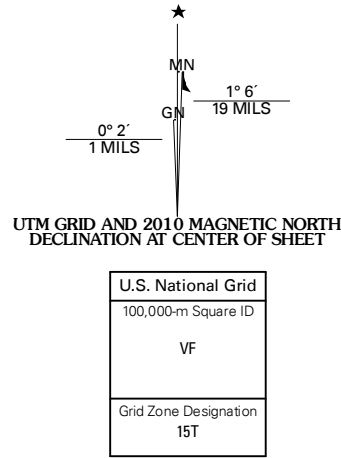 MN
1° 6´
19 MILS
GN
0° 2´
1 MILS
UTM GRID AND 2010 MAGNETIC NORTH
DECLINATION AT CENTER OF SHEET
U.S. National Grid
100,000-m Square ID
VF
Grid Zone Designation
15T